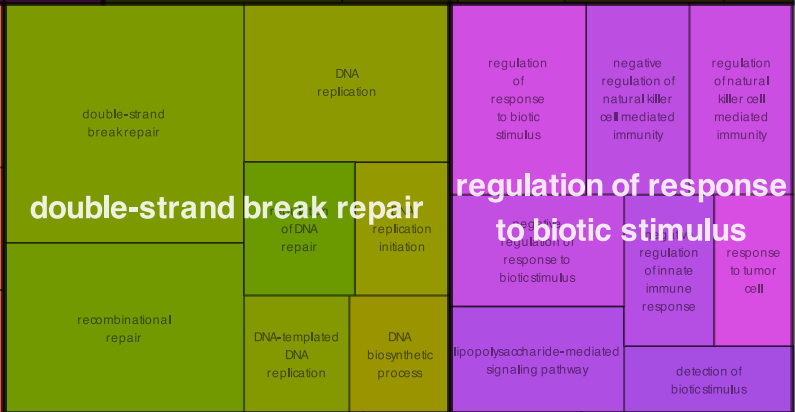 double-strand
break repair
DNA
replication
of DNA
repair
replication
initiation
recombinational
repair
DNA-templated
DNA
replication
DNA
biosynthetic
process
double-strand break repair
regulation
of
response
to biotic
stimulus
negative
regulation of
natural killer
cell mediated
immunity
regulation
of natural
killer cell
mediated
immunity
negative
regulation of
response to
biotic stimulus
regulation
of innate
immune
response
response
to tumor
cell
lipopolysaccharide-mediated
signaling pathway
detection of
biotic stimulus
regulation of response
to biotic stimulus